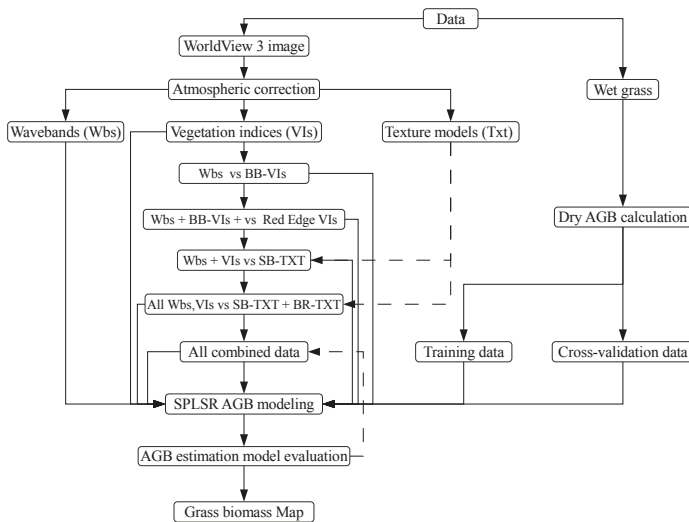 Data
WorldView 3 image
Atmospheric correction
Wet grass
Wavebands (Wbs)
Vegetation indices (VIs)
Texture models (Txt)
Wbs vs BB-VIs
Wbs + BB-VIs + vs Red Edge VIs
Dry AGB calculation
Wbs + VIs vs SB-TXT
All Wbs,VIs vs SB-TXT + BR-TXT
All combined data
Training data
Cross-validation data
SPLSR AGB modeling
AGB estimation model evaluation
Grass biomass Map